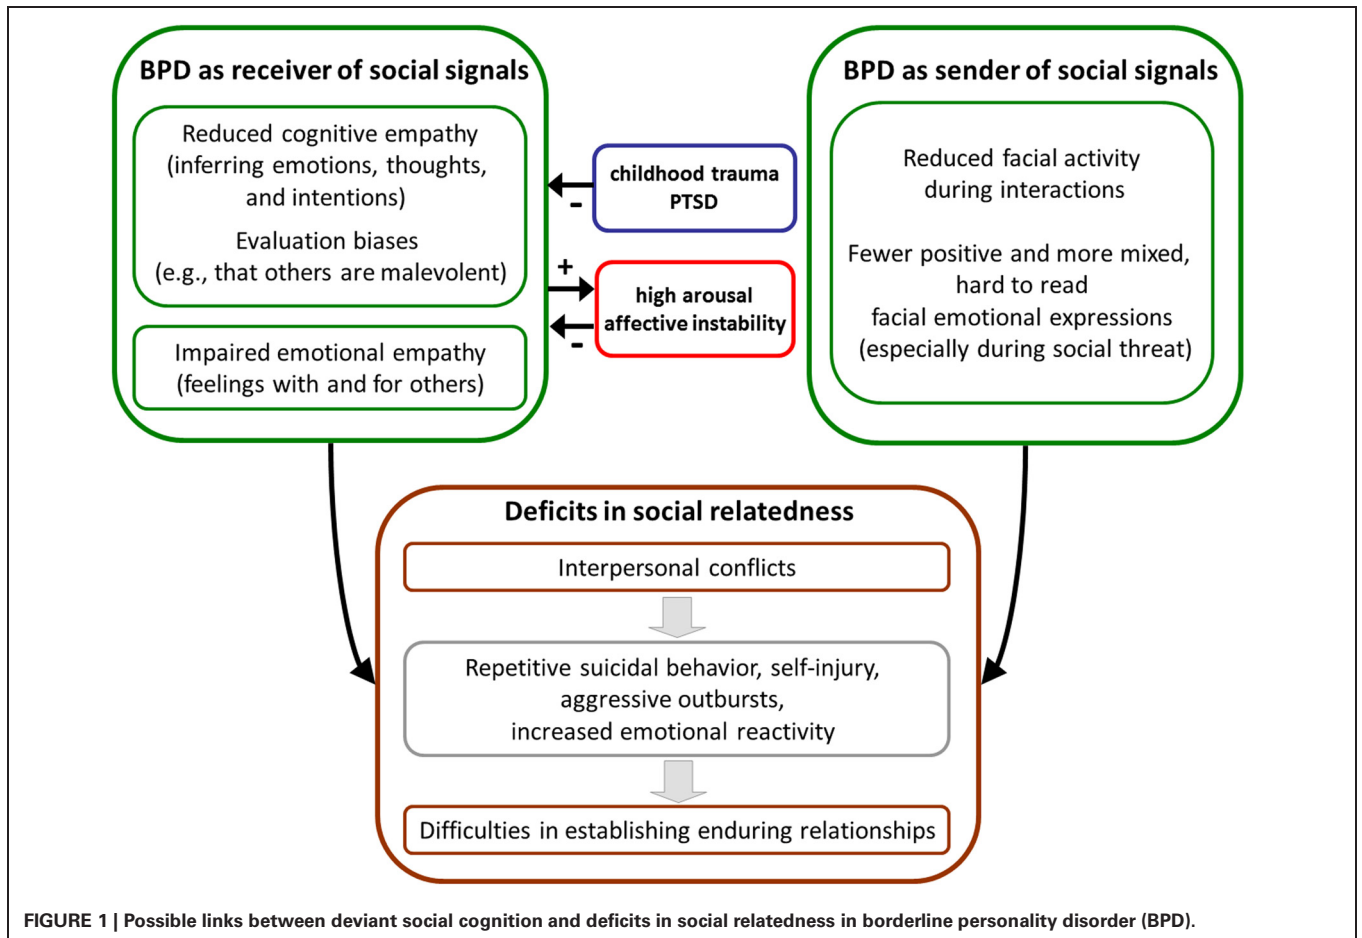 BPD as receiver of social signals
Reduced cognitive empathy
(inferring emotions, thoughts,
and intentions)
Evaluation biases
(e.g., that others are malevolent)
Impaired emotional empathy
(feelings with and for others)
childhood trauma
PTSD
-
+
high arousal
affective instability
-
BPD as sender of social signals
Reduced facial activity
during interactions
Fewer positive and more mixed,
hard to read
facial emotional expressions
(especially during social threat)
Deficits in social relatedness
Interpersonal conflicts
Repetitive suicidal behavior, self-injury,
aggressive outbursts,
increased emotional reactivity
Difficulties in establishing enduring relationships
FIGURE 1 | Possible links between deviant social cognition and deficits in social relatedness in borderline personality disorder (BPD).